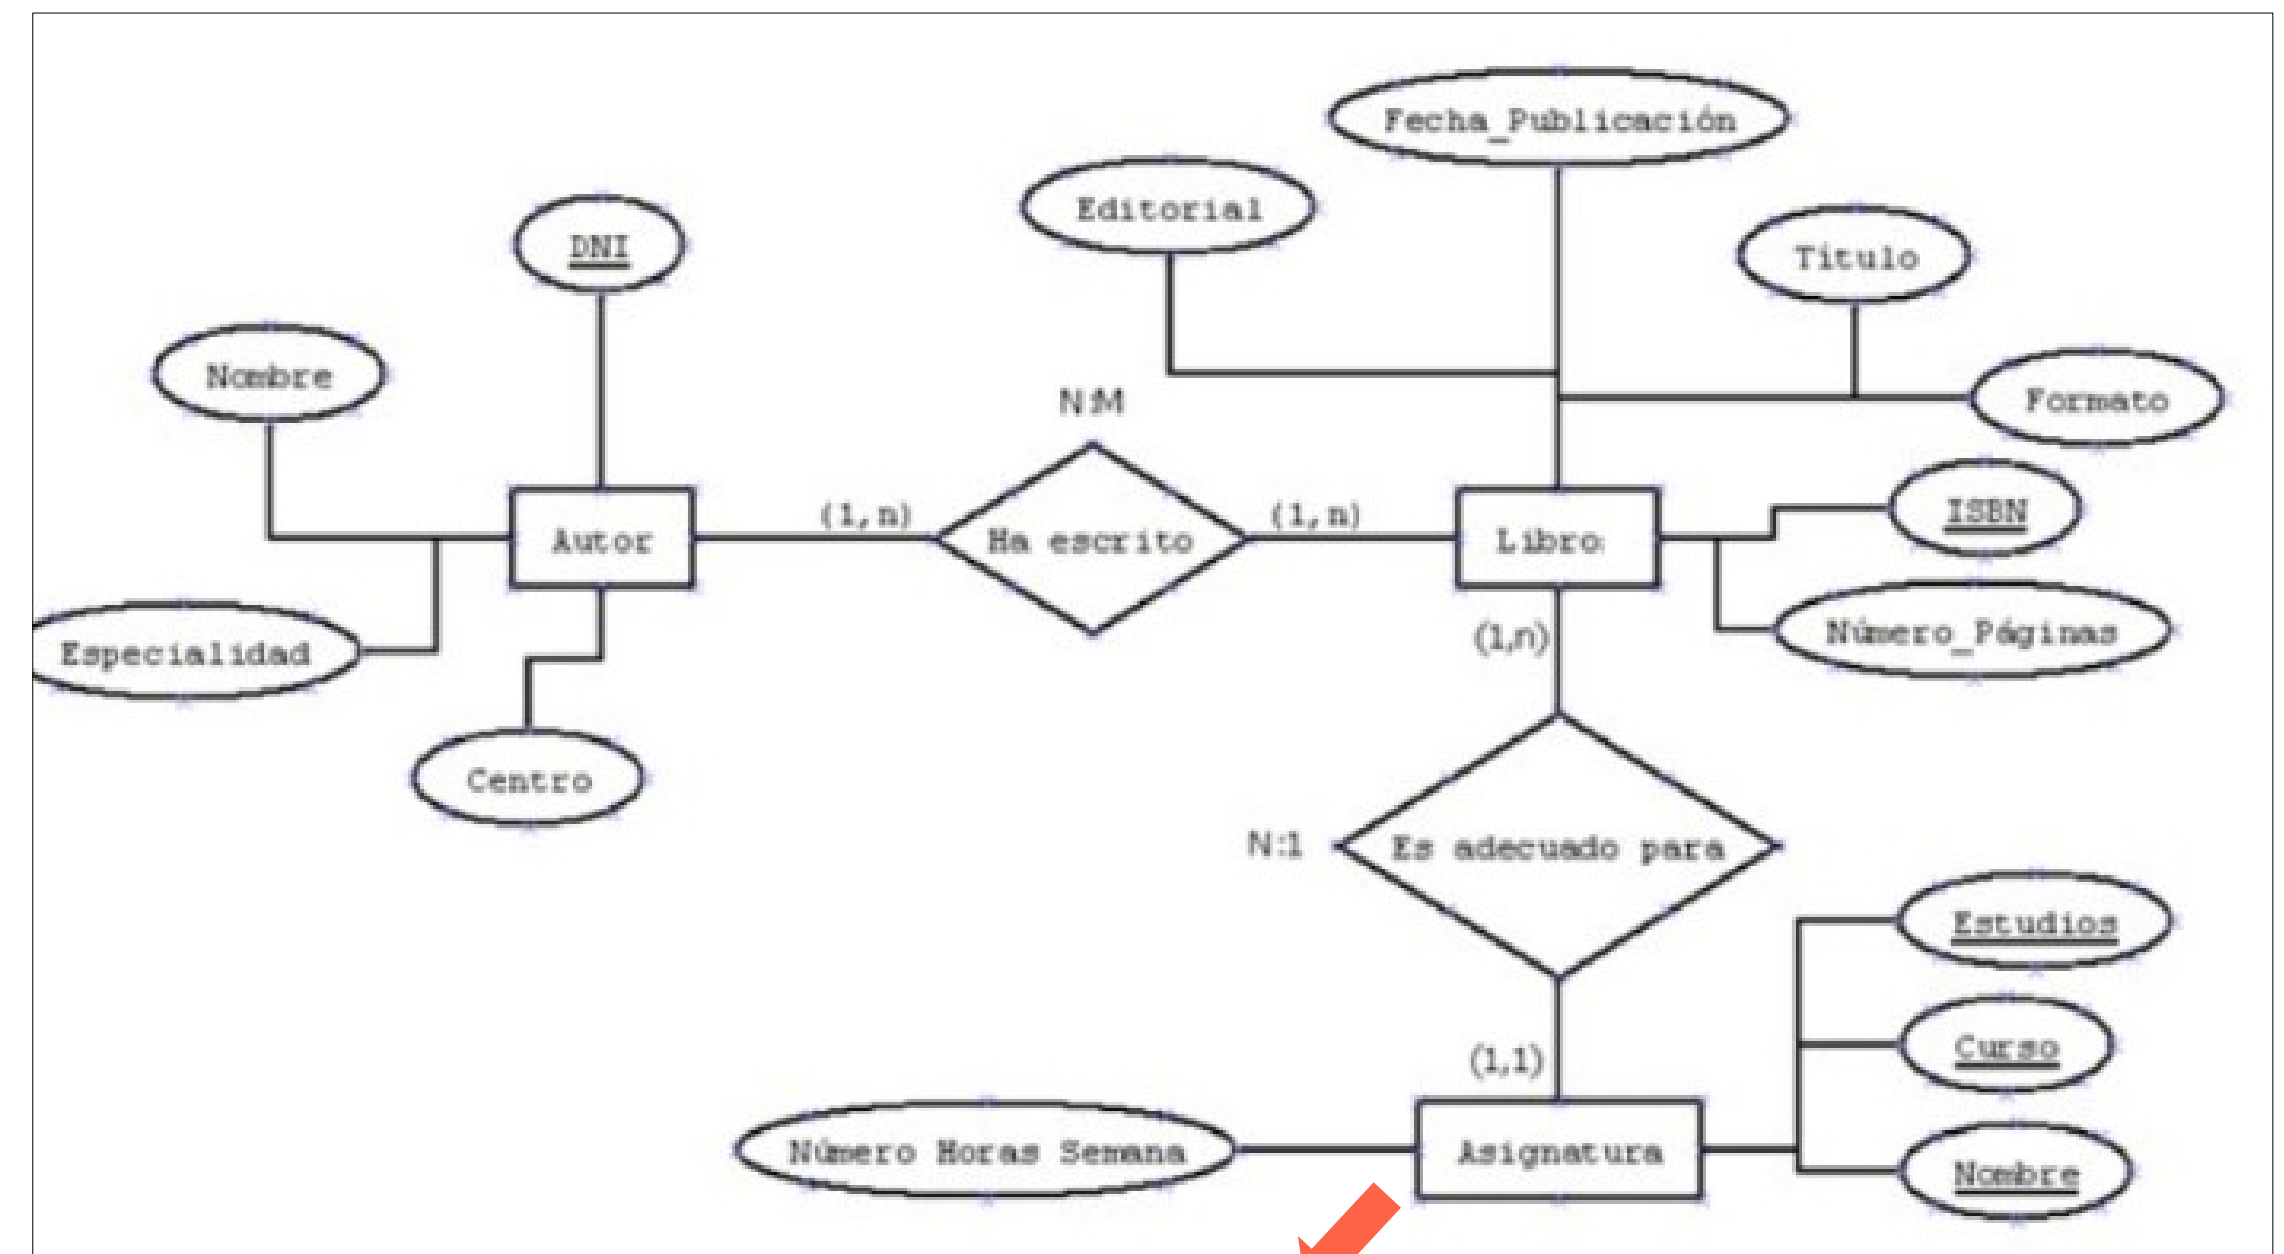 Fecha_Publicación
Editorial
DNI
Título
Nombre
Formato
N:M
ISBN
(1,n)
(1,n)
Autor
Ha escrito
Libro
Número_Páginas
(1,n)
Especialidad
Centro
N:1
Es adecuado para
Estudios
Curso
(1,1)
Número Horas Semana
Asignatura
Nombre